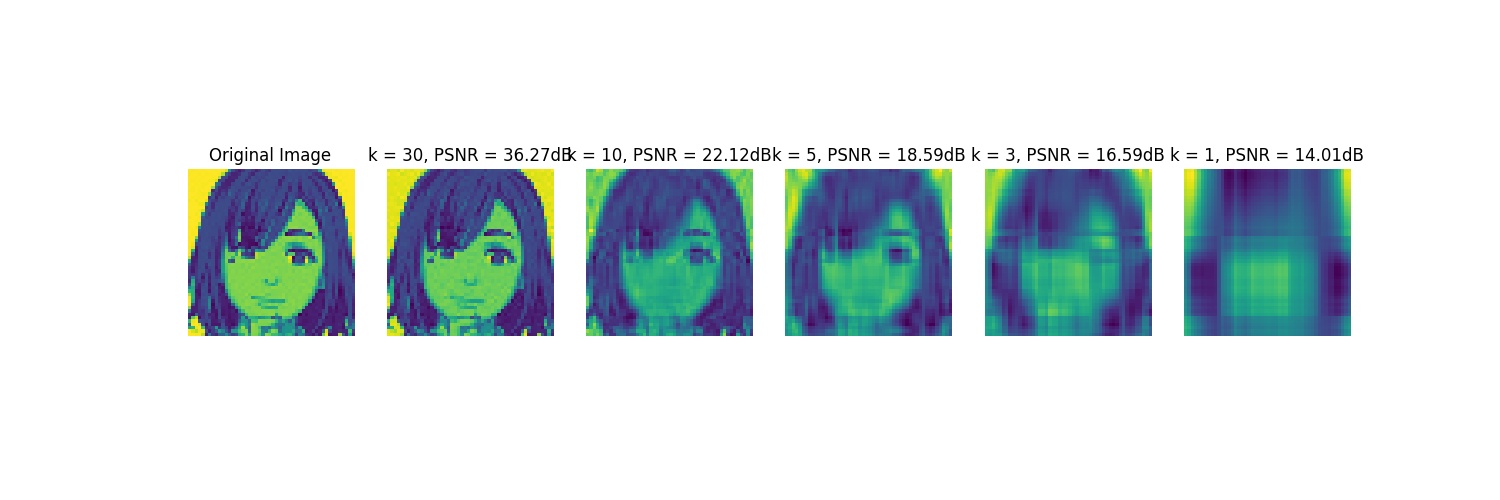 Original Image
k = 30, PSNR = 36.27dB
k = 10, PSNR = 22.12dB
k = 5, PSNR = 18.59dB
k = 3, PSNR = 16.59dB
k = 1, PSNR = 14.01dB